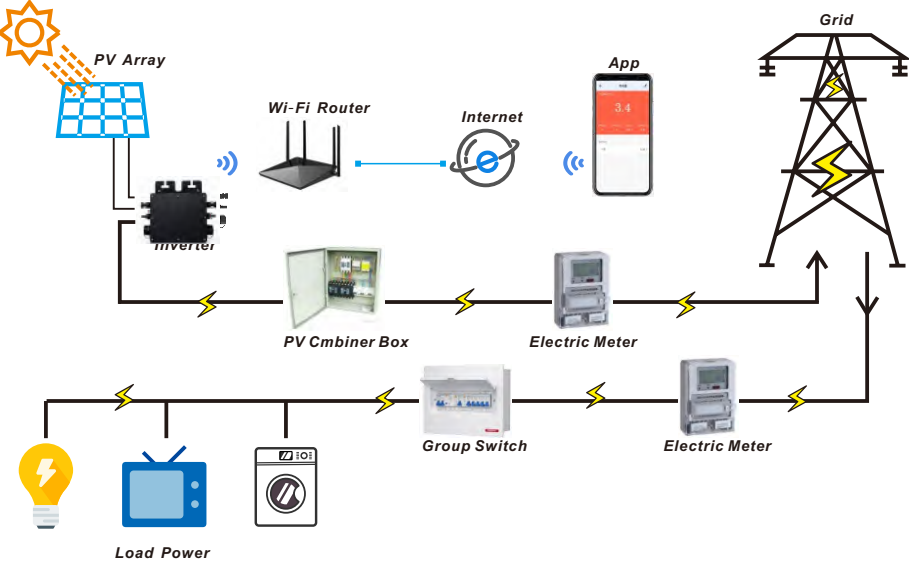 Grid
PV Array
App
Wi-Fi Router
Internet
3.4
Inverter
PV Cmbiner Box
Electric Meter
Group Switch
Electric Meter
Load Power